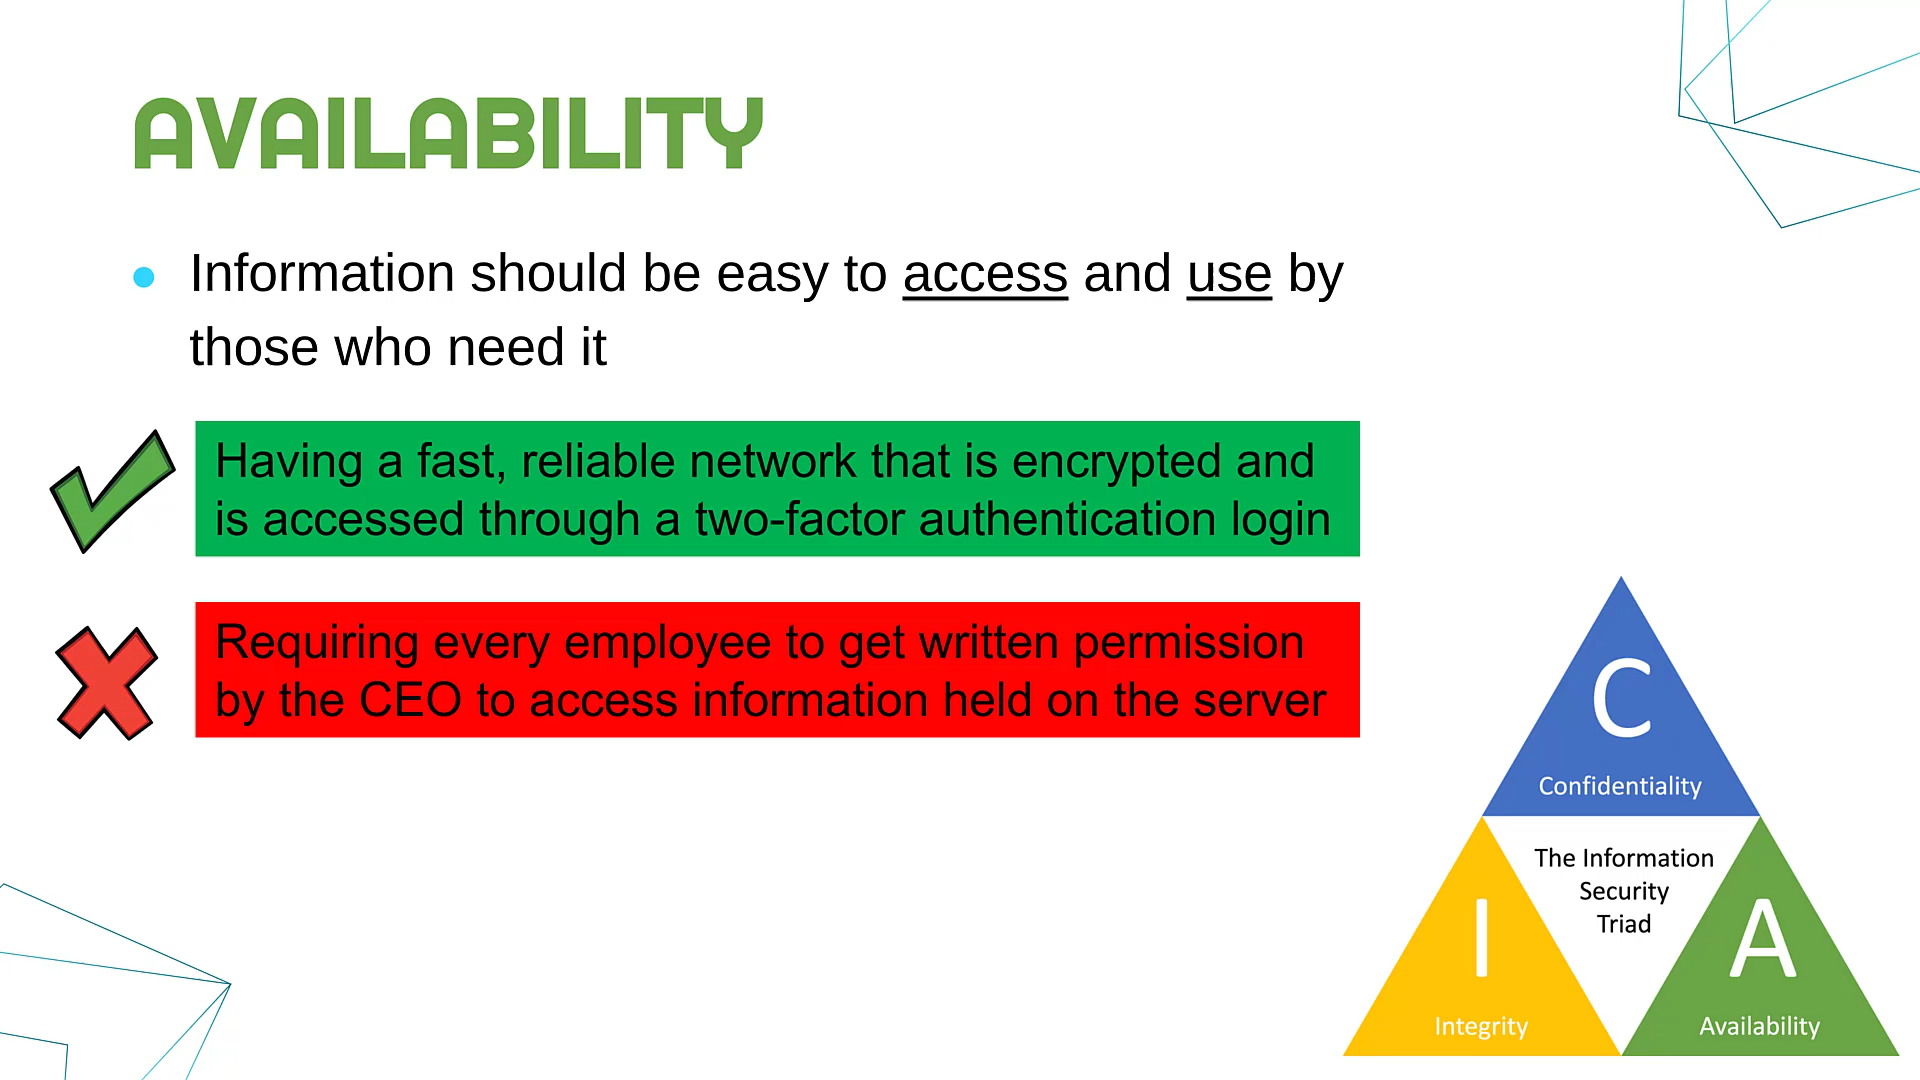 AVAILABILITY
Information should be easy to access and use by
those who need it
Having a fast, reliable network that is encrypted and
is accessed through a two-factor authentication login
Requiring every employee to get written permission
by the CEO to access information held on the server
C
Confidentiality
The Information
Security
Triad
I
Integrity
A
Availability